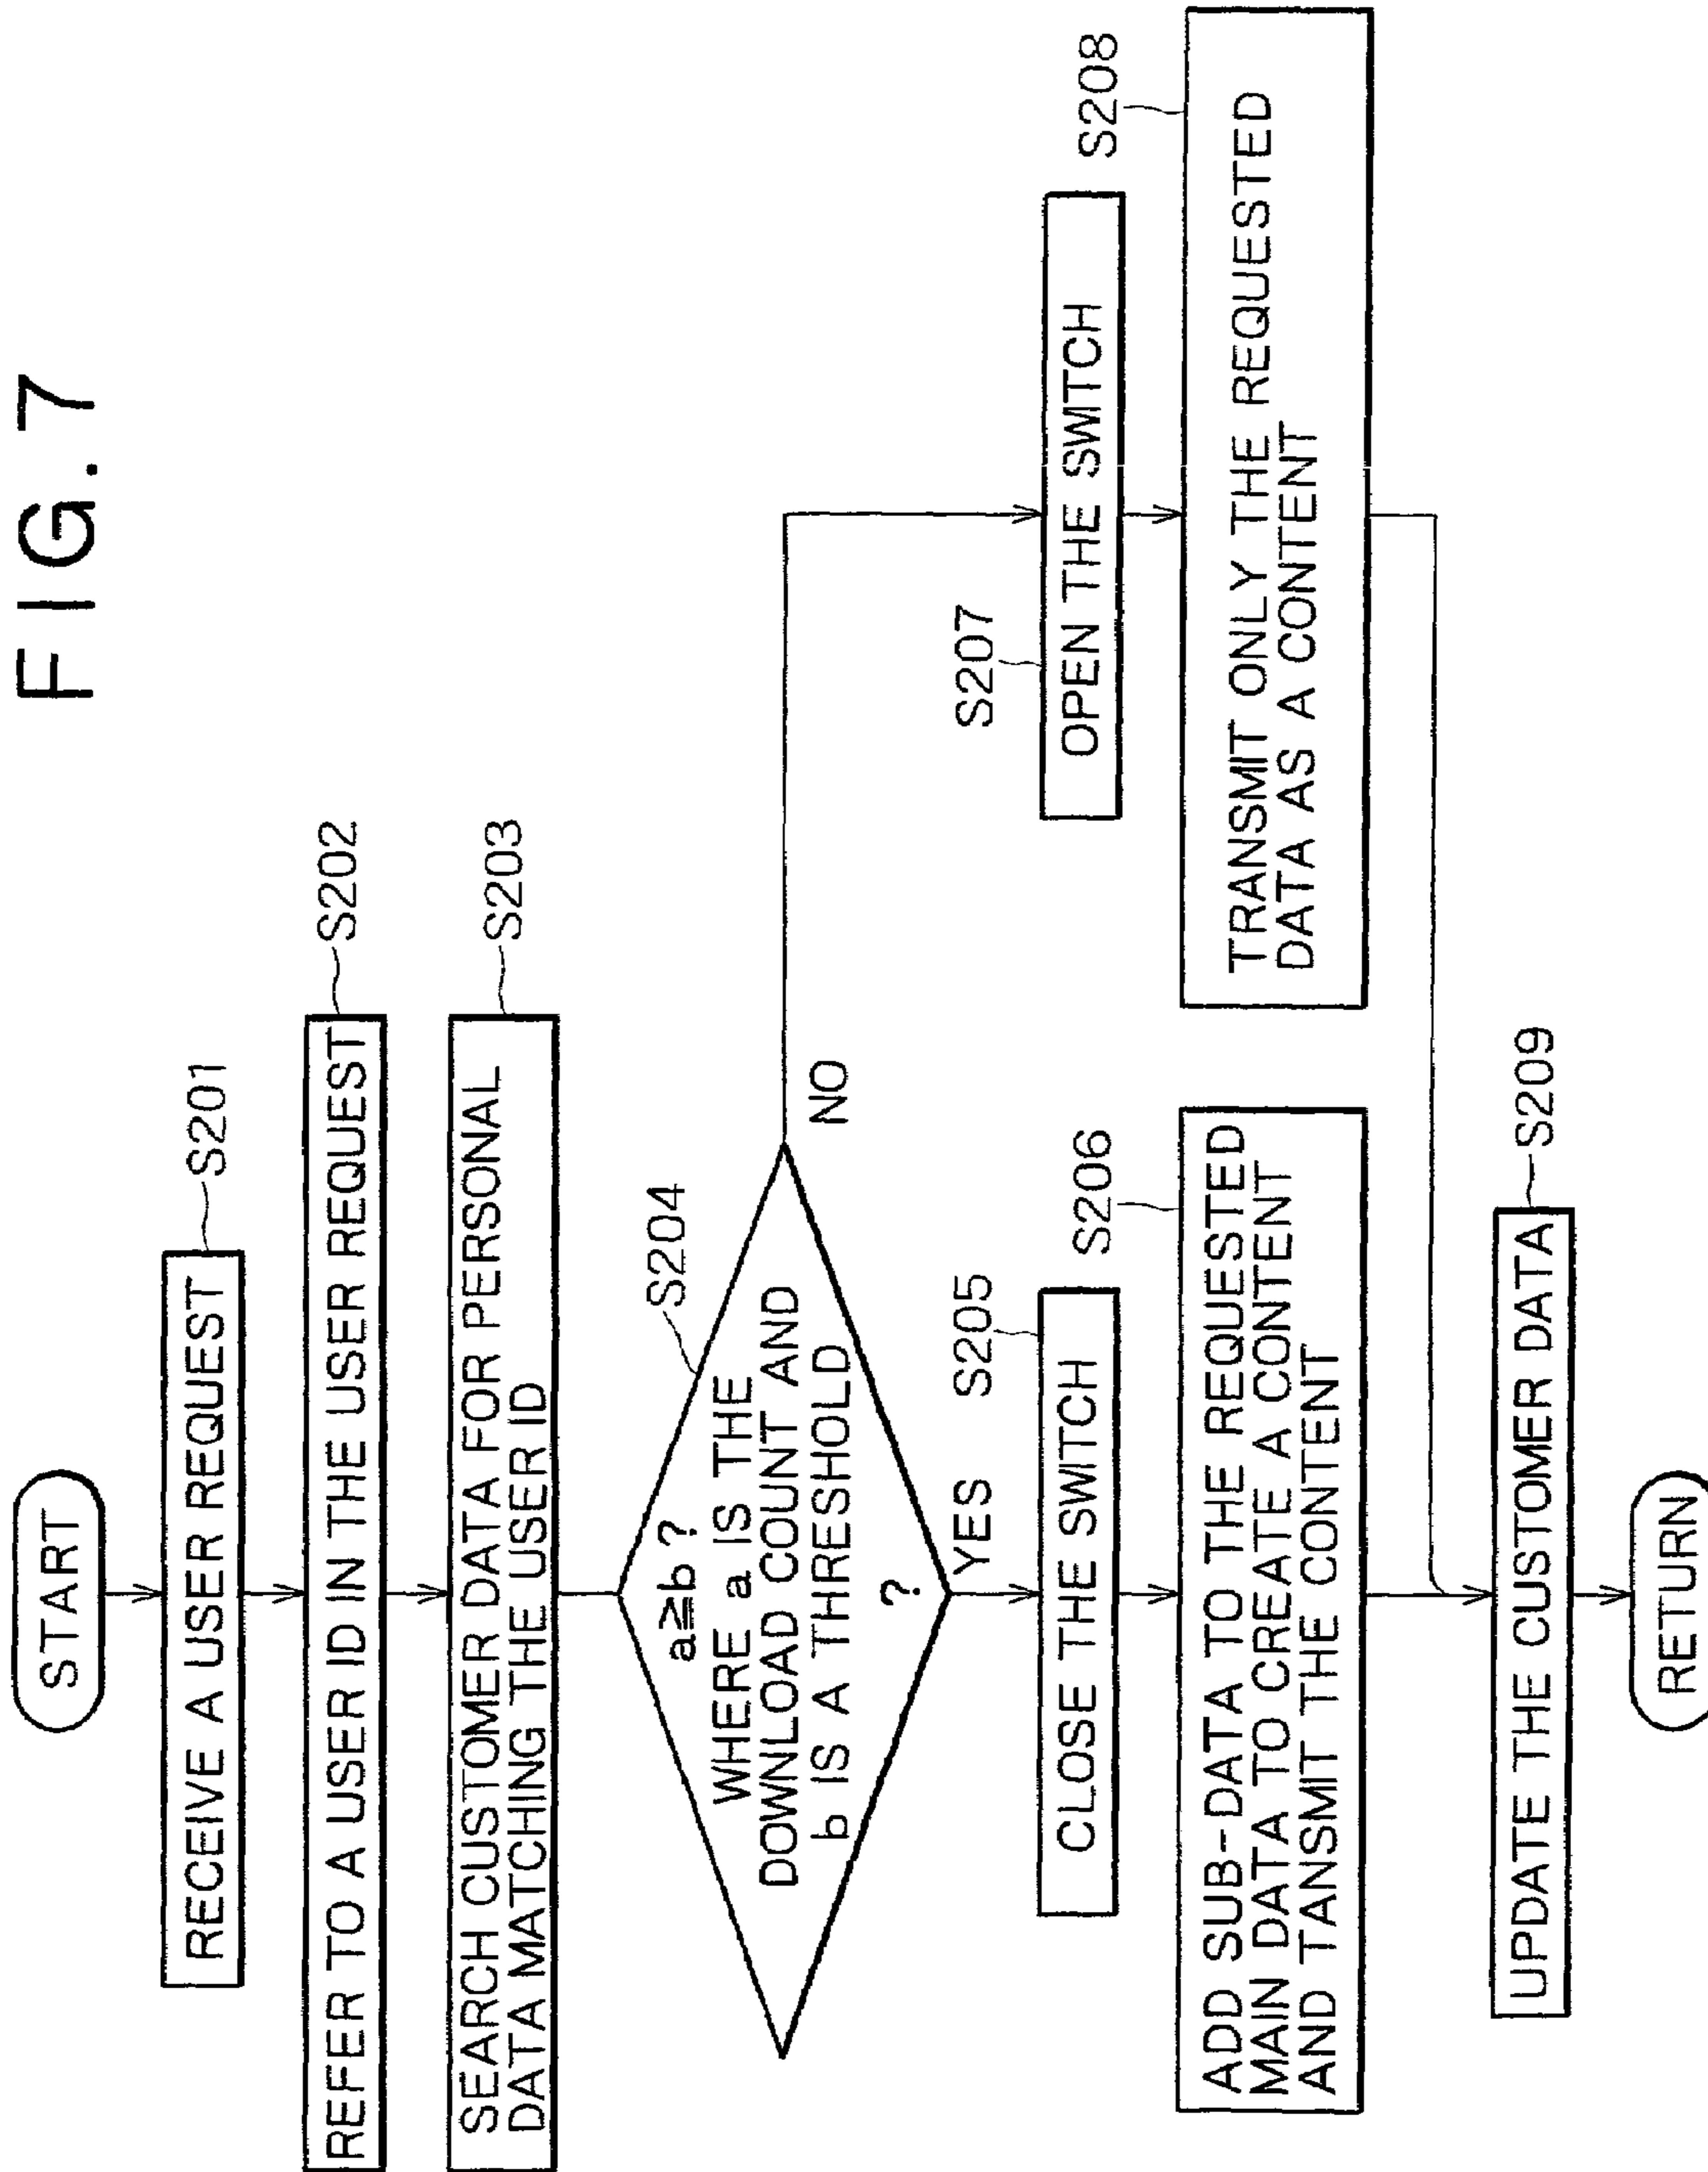 FIG. 7
START
RECEIVE A USER REQUEST
S201
REFER TO A USER ID IN THE USER REQUEST
S202
SEARCH CUSTOMER DATA FOR PERSONAL
DATA MATCHING THE USER ID
S203
S204
a≧b?
WHERE a IS THE
DOWNLOAD COUNT AND
b IS A THRESHOLD
?
NO
YES
S205
CLOSE THE SWITCH
S206
ADD SUB-DATA TO THE REQUESTED
MAIN DATA TO CREATE A CONTENT
AND TANSMIT THE CONTENT
S207
OPEN THE SWITCH
S208
TRANSMIT ONLY THE REQUESTED
DATA AS A CONTENT
UPDATE THE CUSTOMER DATA
S209
RETURN